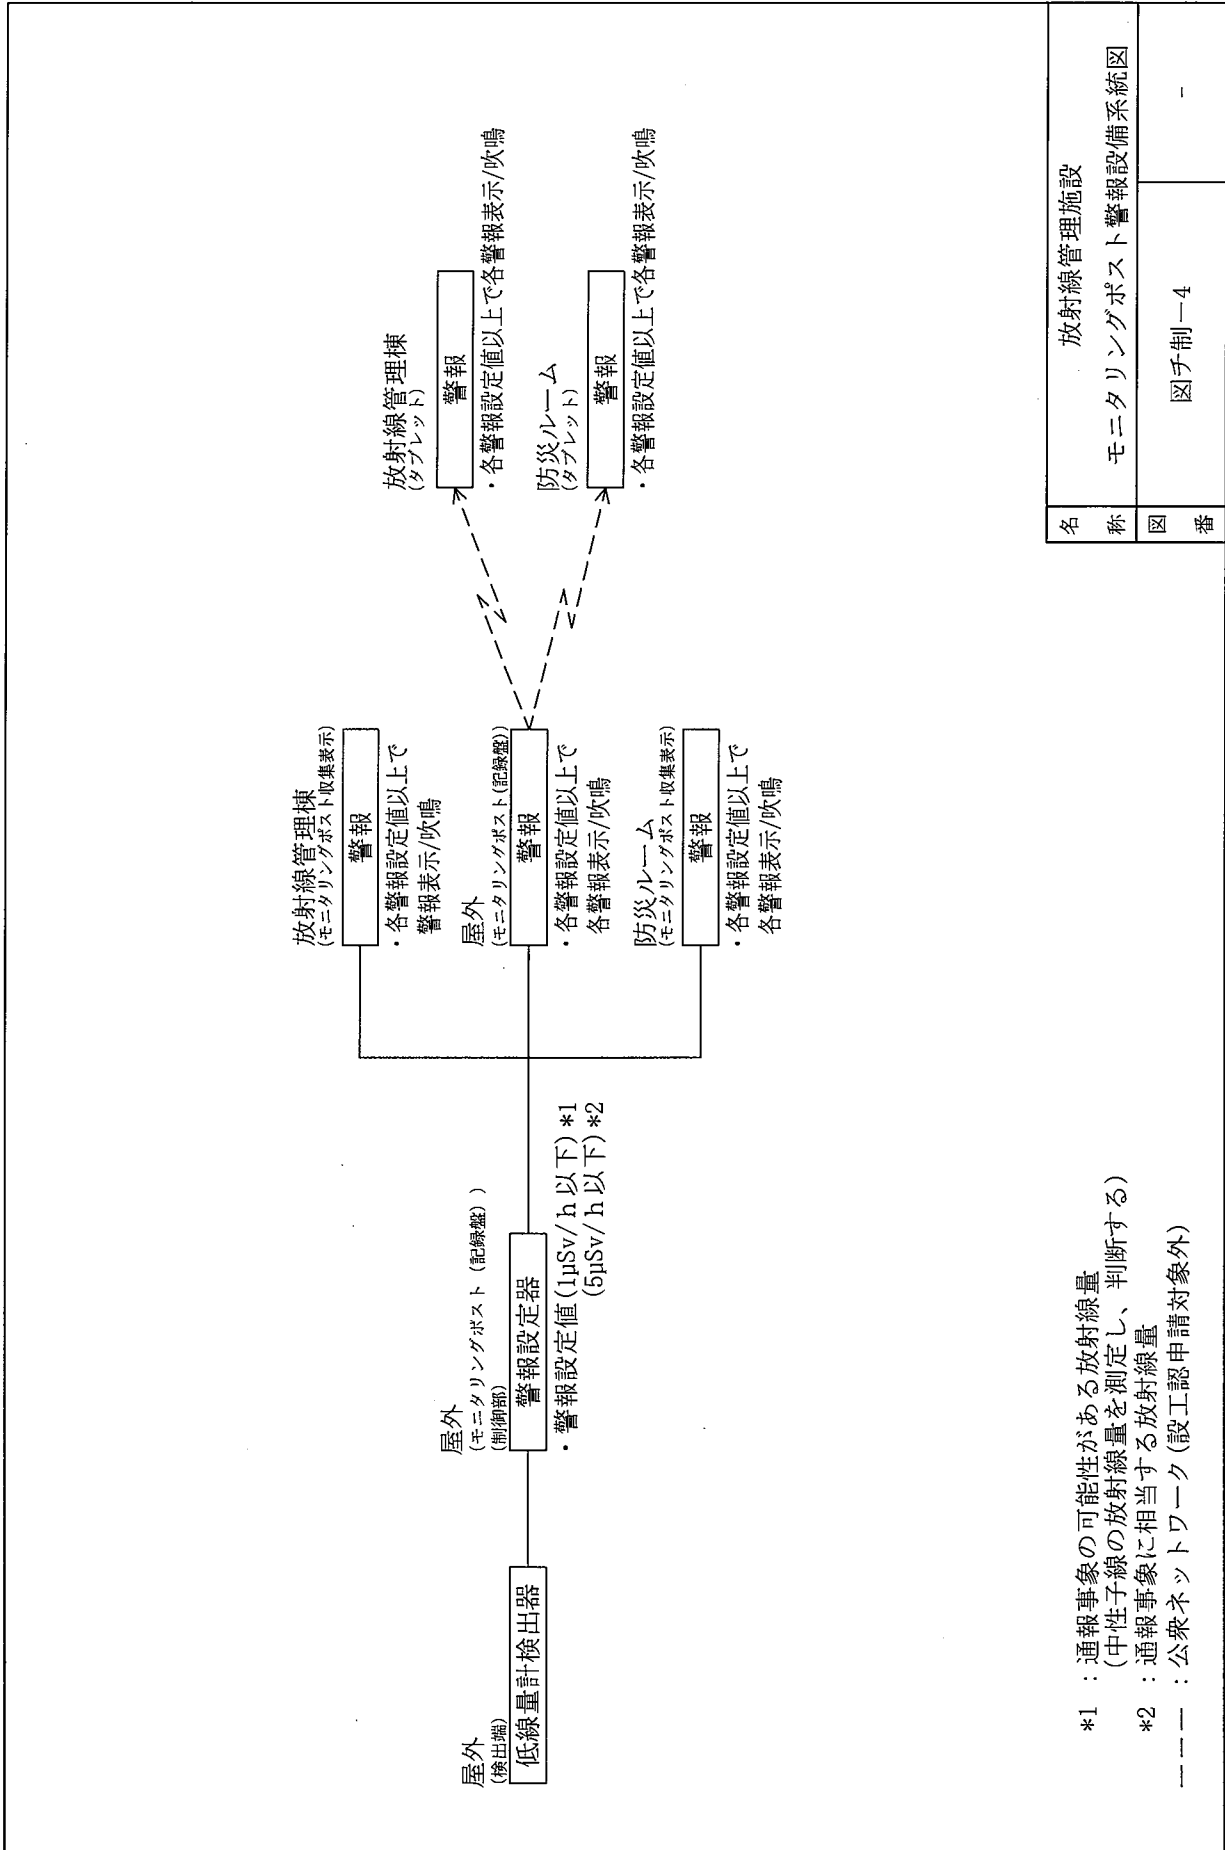 屋外
(検出端)
低線量計検出器
屋外
(モニタリングポスト (記録盤) )
(制御部)
警報設定器
・警報設定値(1μSv/h以下)*1
(5μSv/h以下)*2
放射線管理棟
(モニタリングポスト収集表示)
警報
・各警報設定値以上で
警報表示/吹鳴
屋外
(モニタリングポスト(記録盤))
警報
・各警報設定値以上で
各警報表示/吹鳴
防災ルーム
(モニタリングポスト収集表示)
警報
・各警報設定値以上で
各警報表示/吹鳴
放射線管理棟
(タブレット)
警報
・各警報設定値以上で各警報表示/吹鳴
防災ルーム
(タブレット)
警報
・各警報設定値以上で各警報表示/吹鳴
*1 :通報事象の可能性がある放射線量
(中性子線の放射線量を測定し、判断する)
*2 :通報事象に相当する放射線量
――― :公衆ネットワーク(設工認申請対象外)
名称
放射線管理施設
モニタリングポスト警報設備系統図
図番
図チ制-4
-